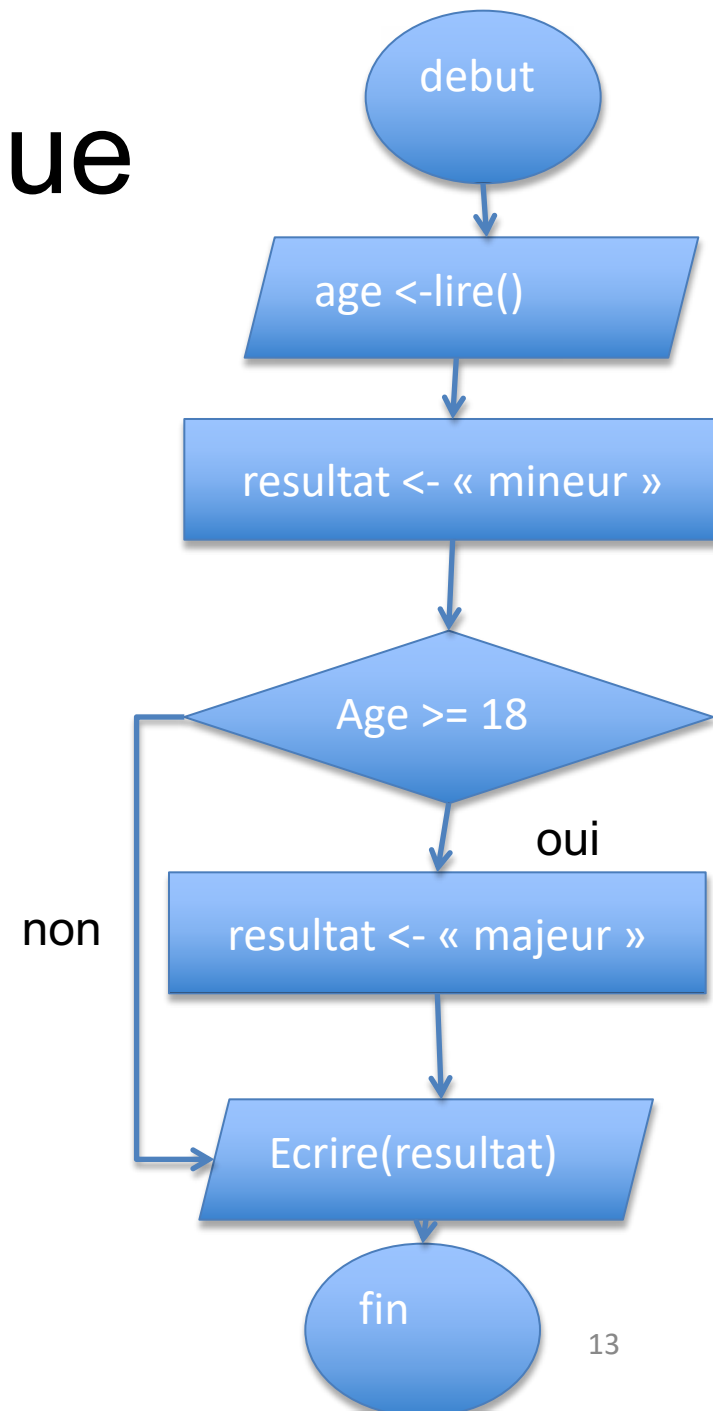 ue
debut
age <-lire()
resultat <- « mineur »
Age >= 18
oui
non
resultat <- « majeur »
Ecrire(resultat)
fin
13